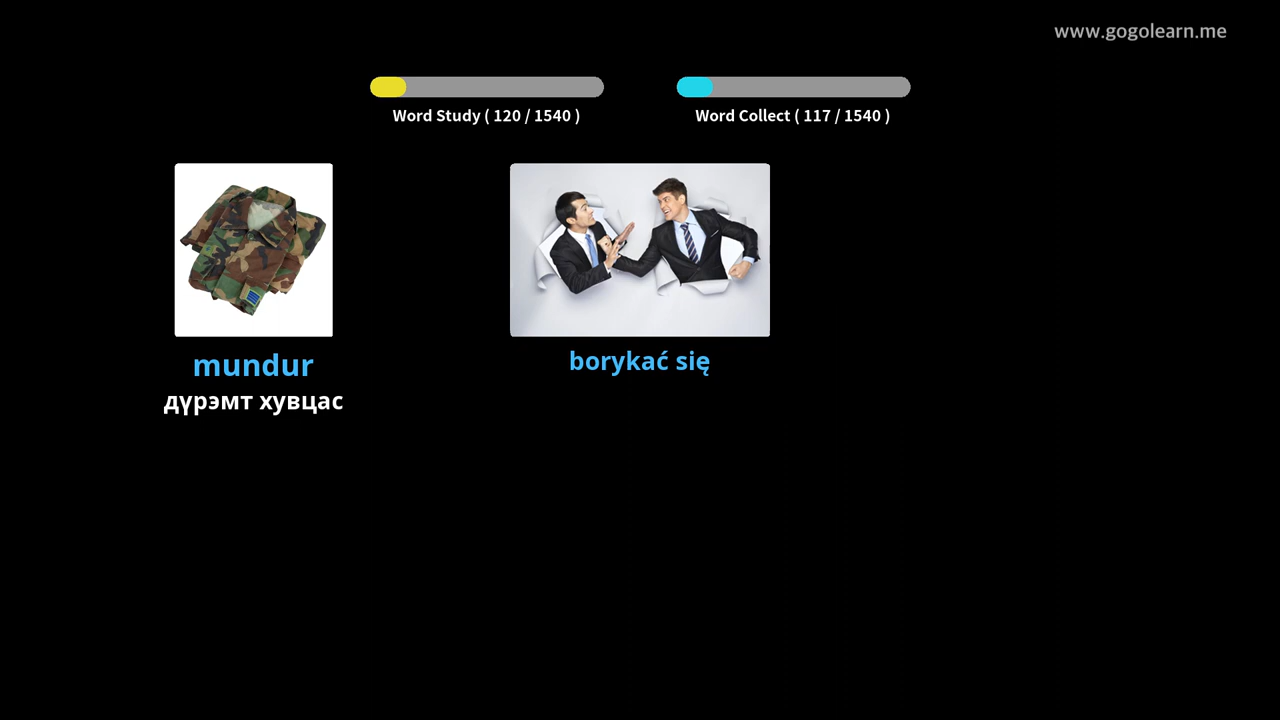 www.gogolearn.me
Word Study ( 120 / 1540 )
Word Collect ( 117 / 1540 )
mundur
дүрэмт хувцас
borykać się